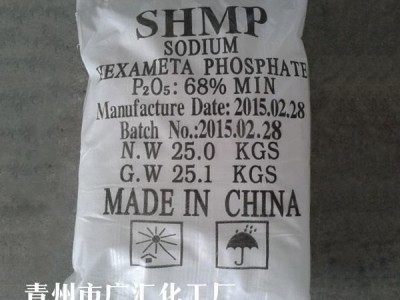 SHMP
SODIUM
HEXAMETA PHOSPHATE
P₂O₅: 68% MIN
Manufacture Date: 2015.02.28
Batch No.:2015.02.28
N.W 25.0 KGS
G.W 25.1 KGS
MADE IN CHINA
青州市广汇化工厂